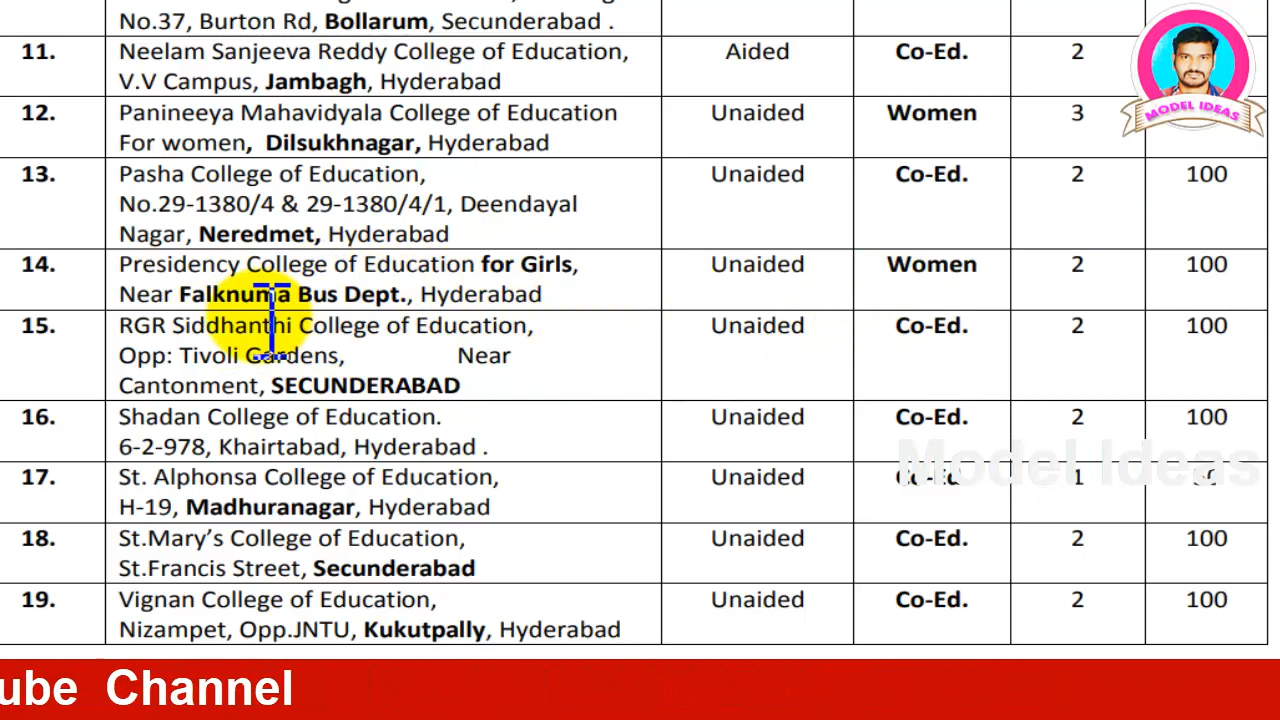 No.37, Burton Rd, Bollarum, Secunderabad .
11. Neelam Sanjeeva Reddy College of Education, Aided Co-Ed. 2
V.V Campus, Jambagh, Hyderabad
12. Panineeya Mahavidyala College of Education Unaided Women 3
For women, Dilsukhnagar, Hyderabad
MODEL IDEAS
13. Pasha College of Education, Unaided Co-Ed. 2 100
No.29-1380/4 & 29-1380/4/1, Deendayal
Nagar, Neredmet, Hyderabad
14. Presidency College of Education for Girls, Unaided Women 2 100
Near Falknuma Bus Dept., Hyderabad
15. RGR Siddhanthi College of Education, Unaided Co-Ed. 2 100
Opp: Tivoli Gardens, Near
Cantonment, SECUNDERABAD
16. Shadan College of Education. Unaided Co-Ed. 2 100
6-2-978, Khairtabad, Hyderabad .
Model Ideas
17. St. Alphonsa College of Education, Unaided Co-Ed 1
H-19, Madhuranagar, Hyderabad
18. St.Mary’s College of Education, Unaided Co-Ed. 2 100
St.Francis Street, Secunderabad
19. Vignan College of Education, Unaided Co-Ed. 2 100
Nizampet, Opp.JNTU, Kukutpally, Hyderabad
ube Channel